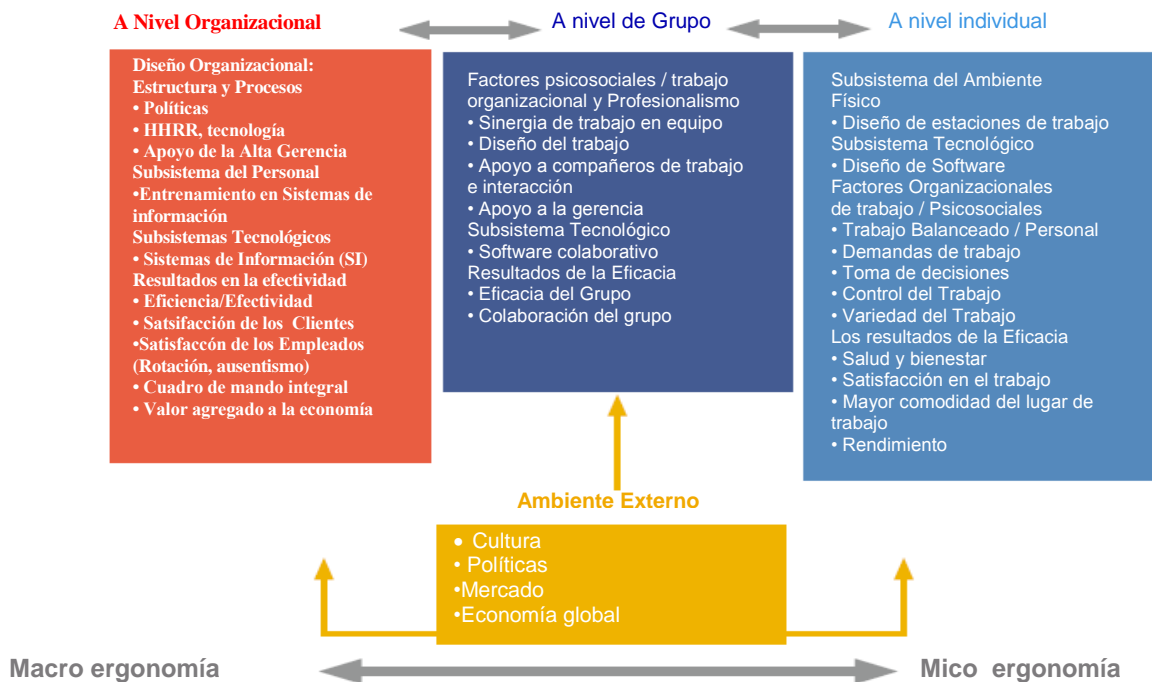 A Nivel Organizacional
Diseño Organizacional:
Estructura y Procesos
• Políticas
• HHRR, tecnología
• Apoyo de la Alta Gerencia
Subsistema del Personal
•Entrenamiento en Sistemas de
información
Subsistemas Tecnológicos
• Sistemas de Información (SI)
Resultados en la efectividad
• Eficiencia/Efectividad
• Satsifacción de los Clientes
•Satisfaccón de los Empleados
(Rotación, ausentismo)
• Cuadro de mando integral
• Valor agregado a la economía
A nivel de Grupo
Factores psicosociales / trabajo
organizacional y Profesionalismo
• Sinergia de trabajo en equipo
• Diseño del trabajo
• Apoyo a compañeros de trabajo
e interacción
• Apoyo a la gerencia
Subsistema Tecnológico
• Software colaborativo
Resultados de la Eficacia
• Eficacia del Grupo
• Colaboración del grupo
A nivel individual
Subsistema del Ambiente
Físico
• Diseño de estaciones de trabajo
Subsistema Tecnológico
• Diseño de Software
Factores Organizacionales
de trabajo / Psicosociales
• Trabajo Balanceado / Personal
• Demandas de trabajo
• Toma de decisiones
• Control del Trabajo
• Variedad del Trabajo
Los resultados de la Eficacia
• Salud y bienestar
• Satisfacción en el trabajo
• Mayor comodidad del lugar de
trabajo
• Rendimiento
Ambiente Externo
• Cultura
• Políticas
•Mercado
•Economía global
Macro ergonomía
Mico ergonomía